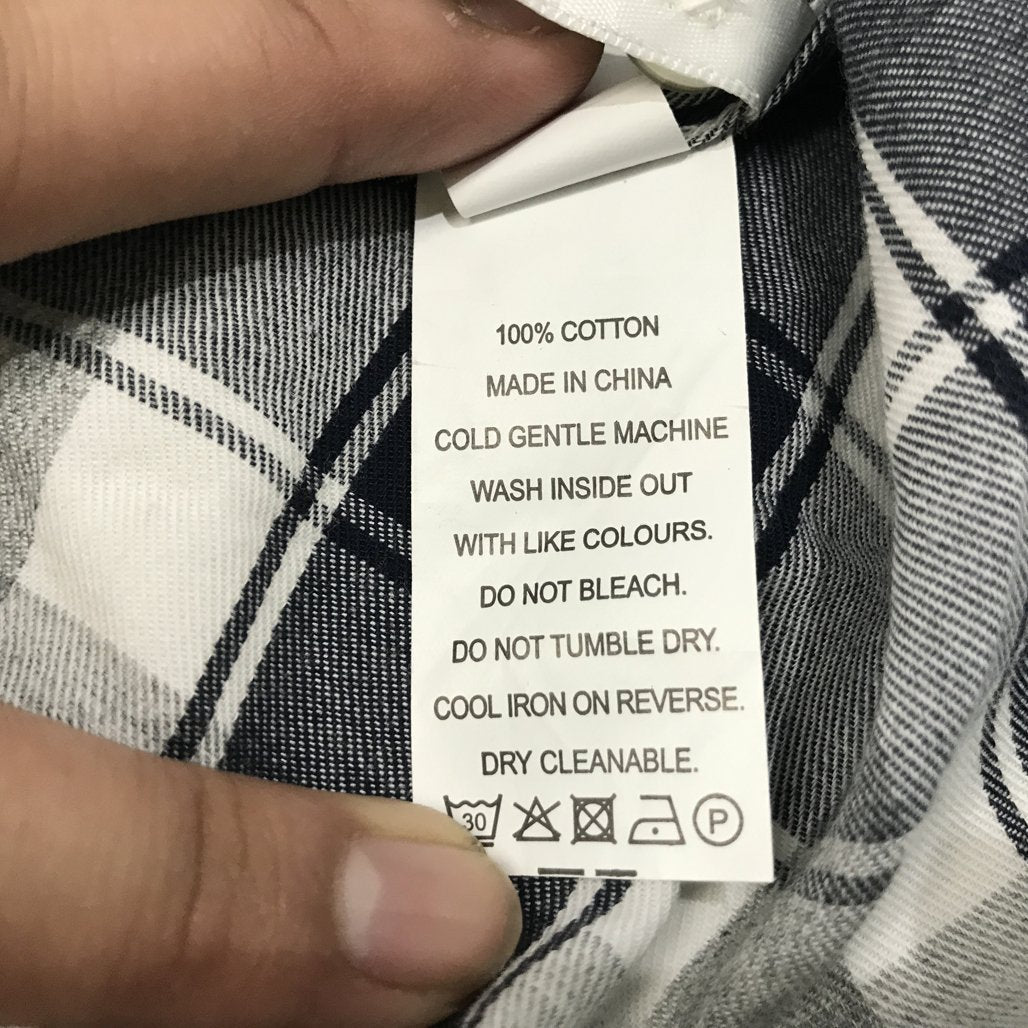 100% COTTON
MADE IN CHINA
COLD GENTLE MACHINE
WASH INSIDE OUT
WITH LIKE COLOURS.
DO NOT BLEACH.
DO NOT TUMBLE DRY.
COOL IRON ON REVERSE.
DRY CLEANABLE.
30 P